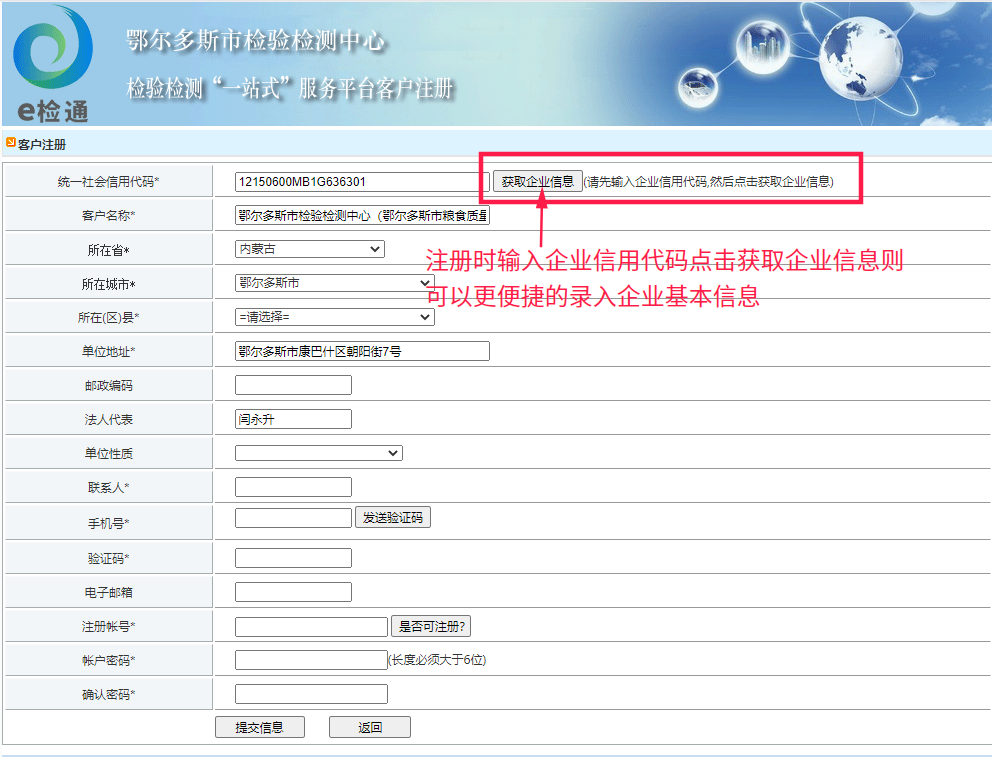 鄂尔多斯市检验检测中心
检验检测“一站式”服务平台客户注册
e检通
客户注册
统一社会信用代码* 12150600MB1G636301 获取企业信息 (请先输入企业信用代码,然后点击获取企业信息)
客户名称* 鄂尔多斯市检验检测中心（鄂尔多斯市粮食质量
所在省* 内蒙古
注册时输入企业信用代码点击获取企业信息则
所在城市* 鄂尔多斯市
可以更便捷的录入企业基本信息
所在(区)县* =请选择=
单位地址* 鄂尔多斯市康巴什区朝阳街7号
邮政编码
法人代表 闫永升
单位性质
联系人*
手机号* 发送验证码
验证码*
电子邮箱
注册帐号* 是否可注册?
帐户密码* (长度必须大于6位)
确认密码*
提交信息 返回